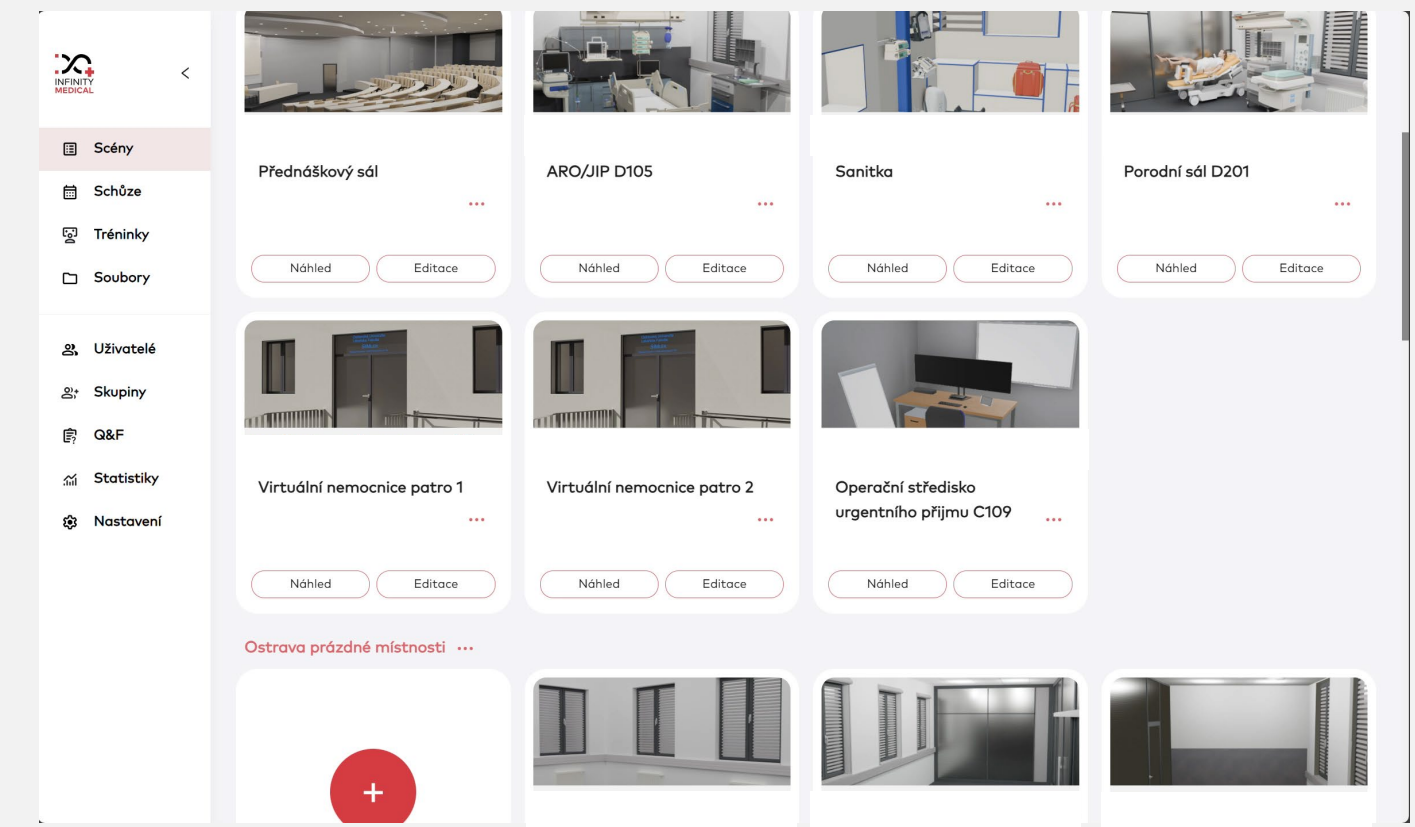 INFINITY
MEDICAL
Scény
Schůze
Tréninky
Soubory
Uživatelé
Skupiny
Q&F
Statistiky
Nastavení
Přednáškový sál
ARO/JIP D105
Sanitka
Porodní sál D201
Náhled Editace Náhled Editace Náhled Editace Náhled Editace
Virtuální nemocnice patro 1
Virtuální nemocnice patro 2
Operační středisko
urgentního přijmu C109
Náhled Editace Náhled Editace Náhled Editace
Ostrava prázdné místnosti